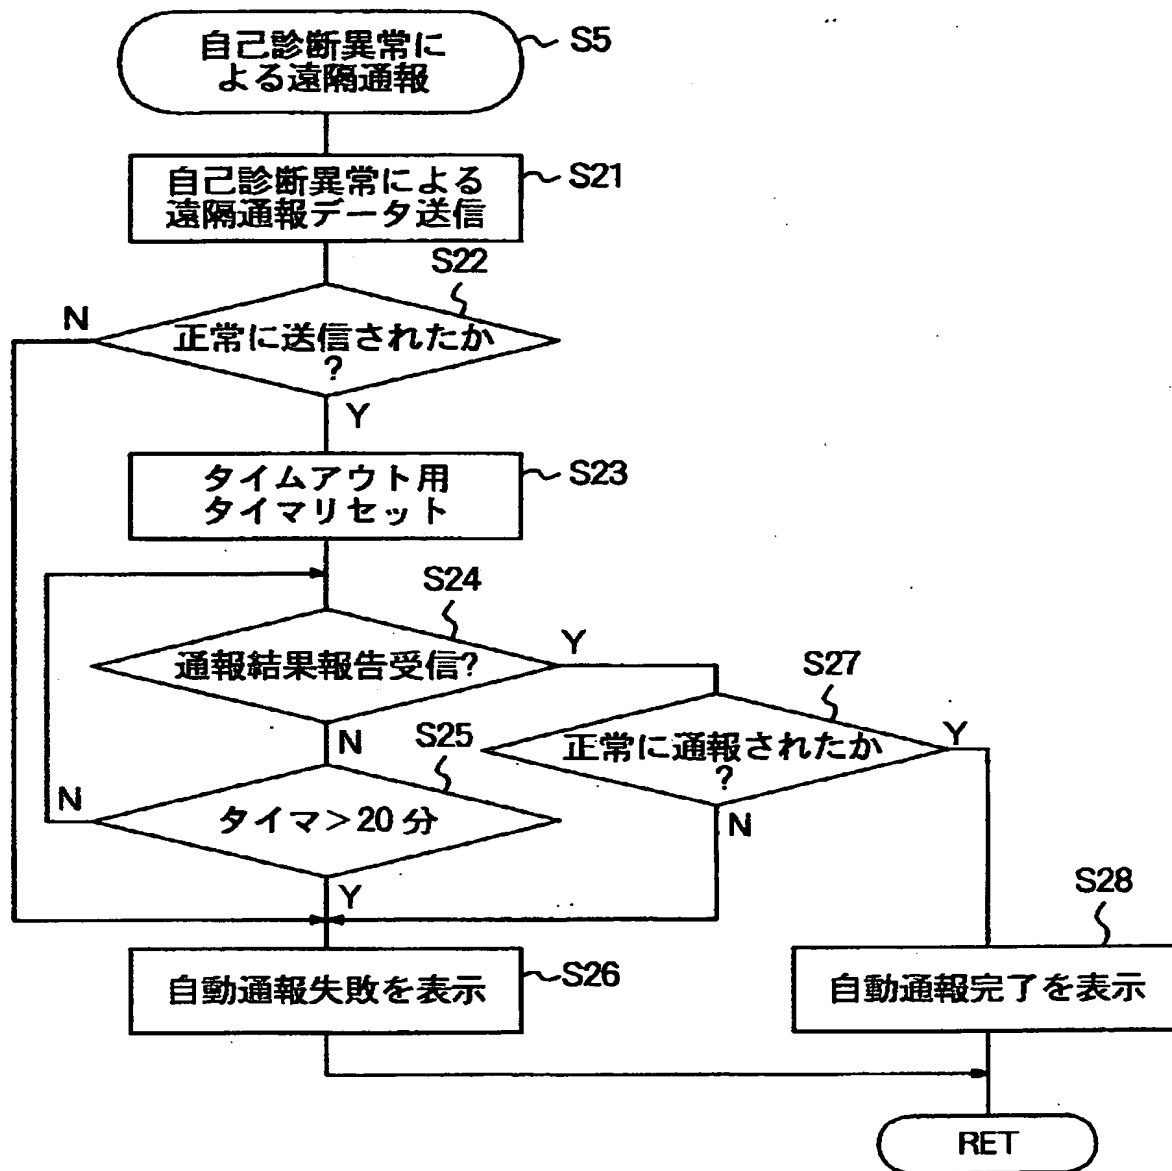 自己診断異常に
よる遠隔通報
S5
自己診断異常による
遠隔通報データ送信
S21
S22
N
正常に送信されたか
?
Y
タイムアウト用
タイマリセット
S23
S24
通報結果報告受信?
Y
N
S27
正常に通報されたか
?
Y
N
S25
タイマ>20分
N
Y
自動通報失敗を表示
S26
S28
自動通報完了を表示
RET